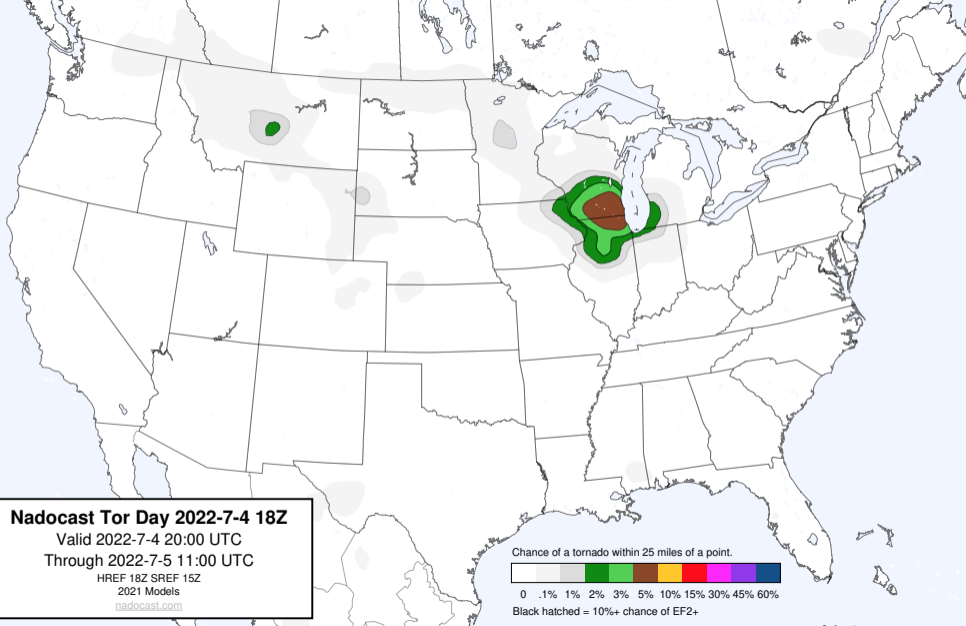 Nadocast Tor Day 2022-7-4 18Z
Valid 2022-7-4 20:00 UTC
Through 2022-7-5 11:00 UTC
HREF 18Z SREF 15Z
2021 Models
nadocast.com
Chance of a tornado within 25 miles of a point.
0 .1% 1% 2% 3% 5% 10% 15% 30% 45% 60%
Black hatched = 10%+ chance of EF2+